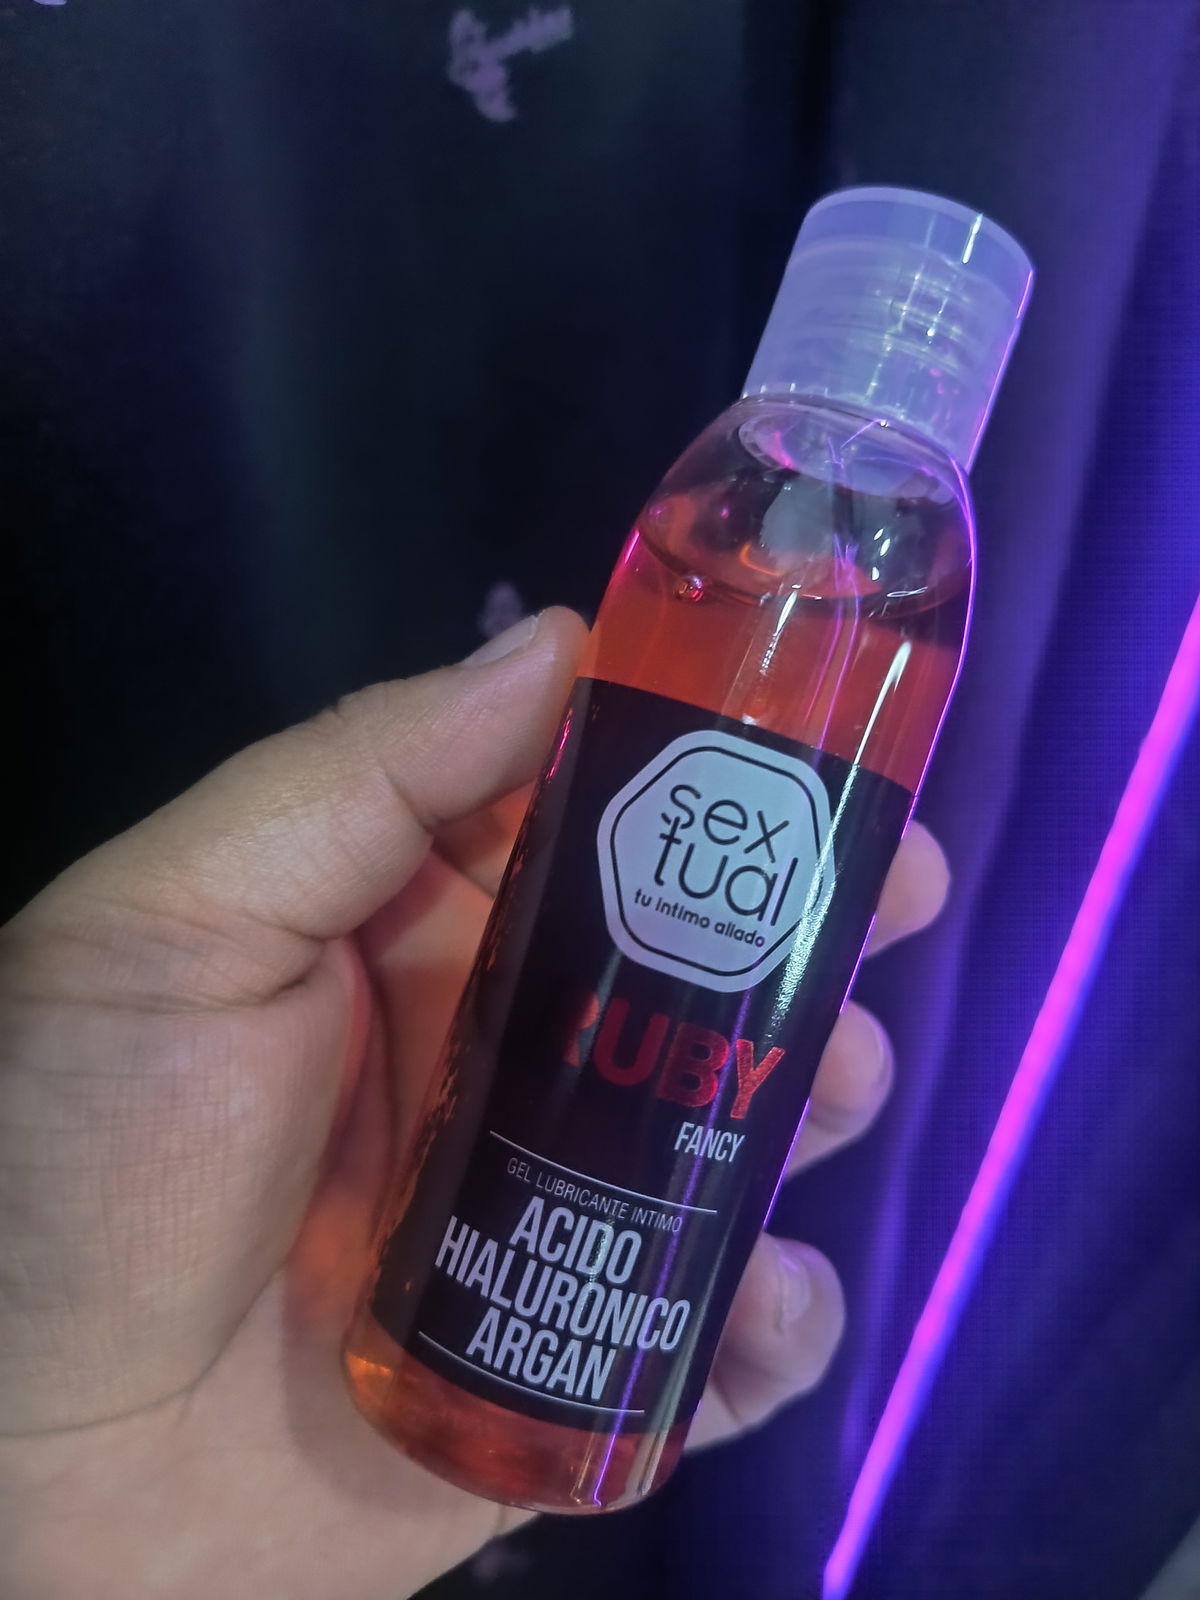 sex
tual
tu intimo aliado
RUBY
FANCY
GEL LUBRICANTE INTIMO
ACIDO
HIALURONICO
ARGAN